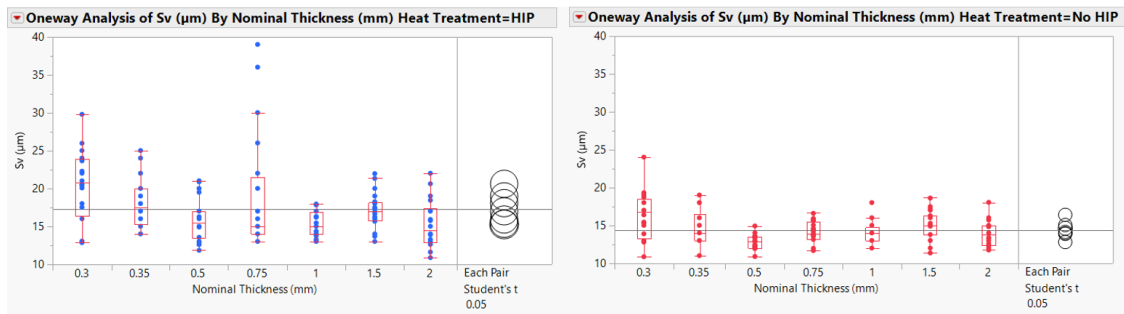 Oneway Analysis of Sv (µm) By Nominal Thickness (mm) Heat Treatment=HIP
40
35
30
25
20
15
10
Sv (µm)
0.3 0.35 0.5 0.75 1 1.5 2
Nominal Thickness (mm)
Each Pair
Student's t
0.05
Oneway Analysis of Sv (µm) By Nominal Thickness (mm) Heat Treatment=No HIP
40
35
30
25
20
15
10
Sv (µm)
0.3 0.35 0.5 0.75 1 1.5 2
Nominal Thickness (mm)
Each Pair
Student's t
0.05